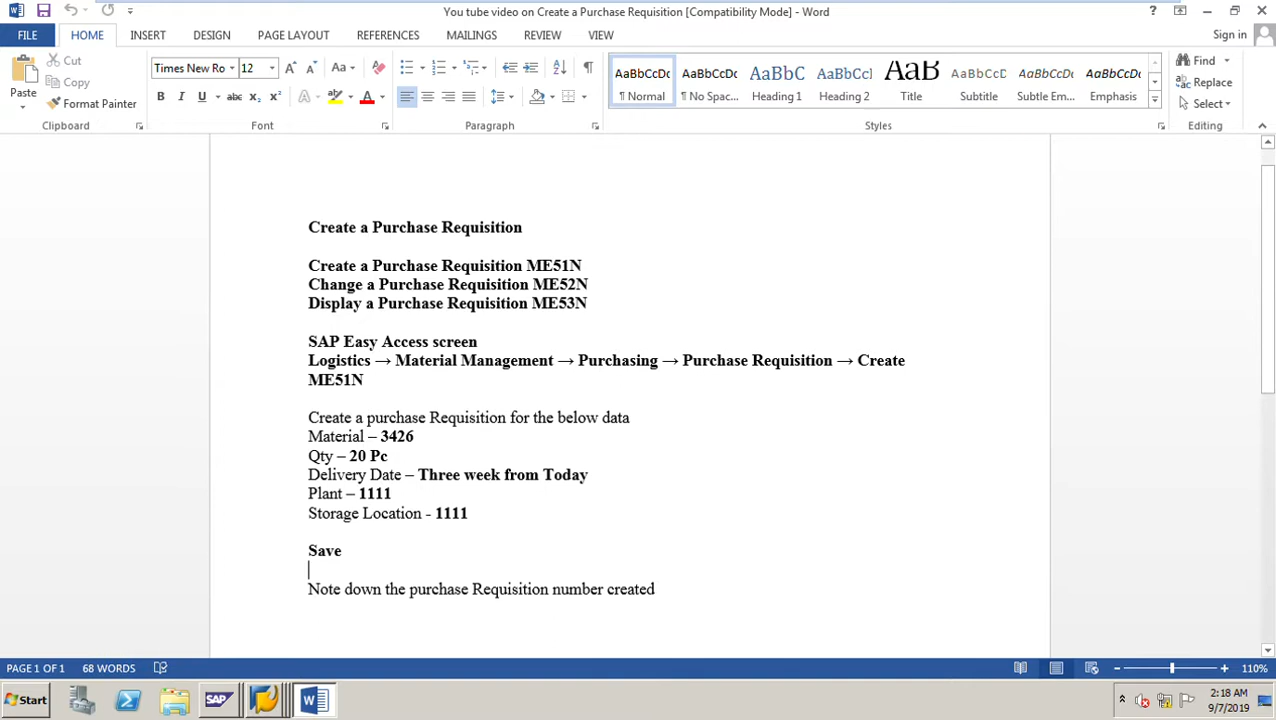 You tube video on Create a Purchase Requisition [Compatibility Mode] - Word
FILE HOME INSERT DESIGN PAGE LAYOUT REFERENCES MAILINGS REVIEW VIEW Sign in
Paste
Cut
Copy
Format Painter
Clipboard
Times New Ro 12
Font
Paragraph
AaBbCcDc AaBbCcDc AaBbC AaBbCc AaB AaBbCcD AaBbCcDc AaBbCcDc
¶ Normal ¶ No Spac... Heading 1 Heading 2 Title Subtitle Subtle Em... Emphasis
Styles
Find
Replace
Select
Editing
Create a Purchase Requisition
Create a Purchase Requisition ME51N
Change a Purchase Requisition ME52N
Display a Purchase Requisition ME53N
SAP Easy Access screen
Logistics → Material Management → Purchasing → Purchase Requisition → Create
ME51N
Create a purchase Requisition for the below data
Material – 3426
Qty – 20 Pc
Delivery Date – Three week from Today
Plant – 1111
Storage Location - 1111
Save
Note down the purchase Requisition number created
PAGE 1 OF 1 68 WORDS 110%
Start SAP
2:18 AM
9/7/2019